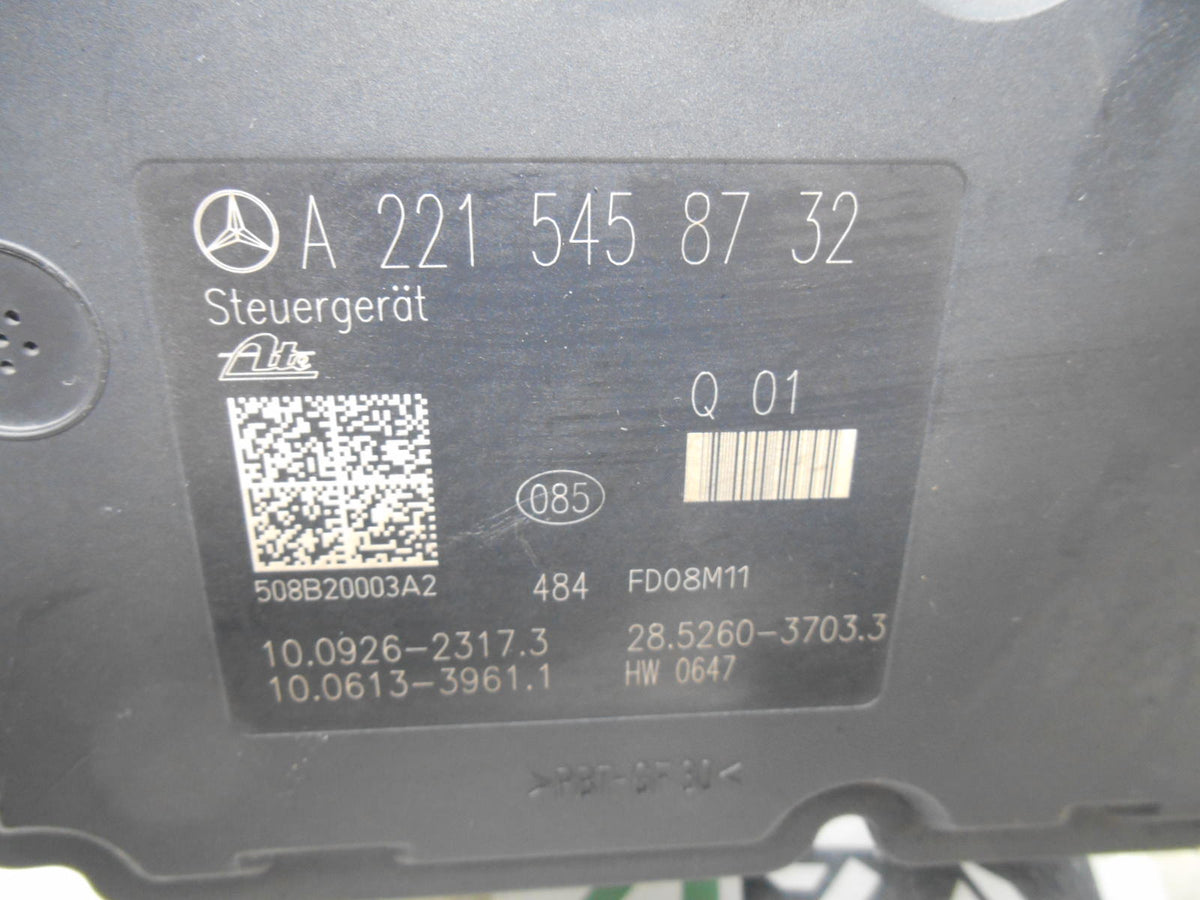 A 221 545 87 32
Steuergerät
Ate
Q 01
085
508B20003A2
484
FD08M11
10.0926-2317.3
28.5260-3703.3
10.0613-3961.1
HW 0647